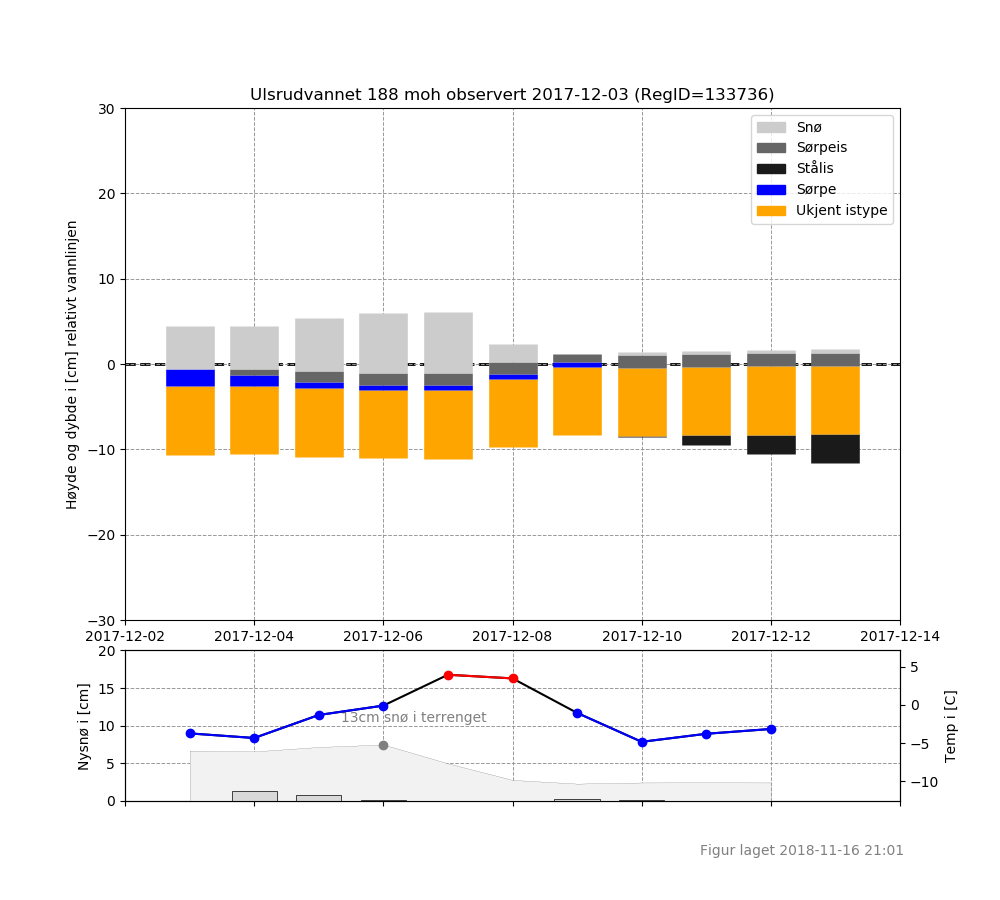 Ulsrudvannet 188 moh observert 2017-12-03 (RegID=133736)
Høyde og dybde i [cm] relativt vannlinjen
30
20
10
0
−10
−20
−30
Snø
Sørpeis
Stålis
Sørpe
Ukjent istype
2017-12-02 2017-12-04 2017-12-06 2017-12-08 2017-12-10 2017-12-12 2017-12-14
Nysnø i [cm]
20
15
10
5
0
13cm snø i terrenget
5
0
−5
−10
Temp i [C]
Figur laget 2018-11-16 21:01